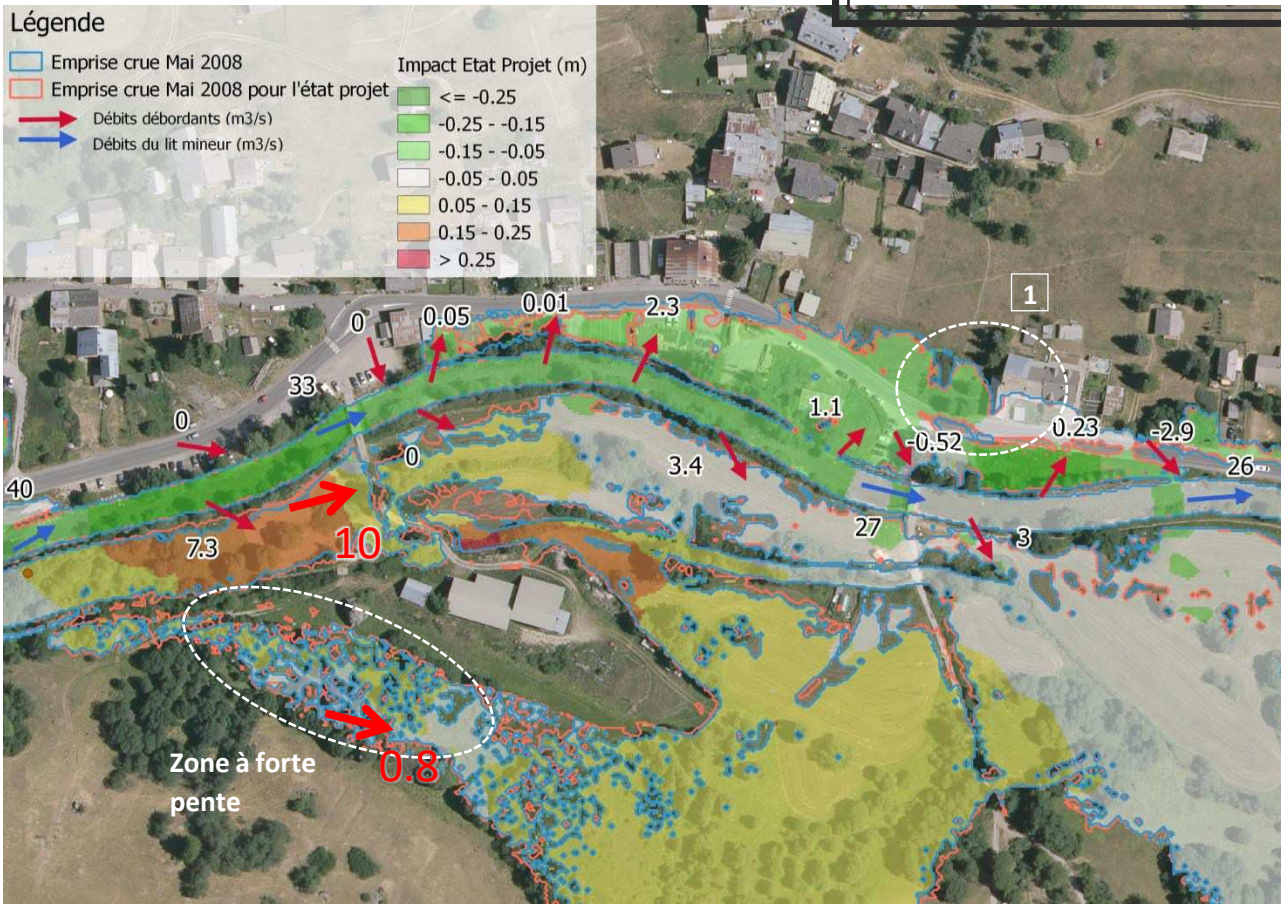 Légende
Emprise crue Mai 2008
Emprise crue Mai 2008 pour l'état projet
Débits débordants (m3/s)
Débits du lit mineur (m3/s)
Impact Etat Projet (m)
<= -0.25
-0.25 - -0.15
-0.15 - -0.05
-0.05 - 0.05
0.05 - 0.15
0.15 - 0.25
> 0.25
1
0
0.05
0.01
2.3
33
0
1.1
-0.52
0.23
-2.9
40
0
3.4
26
7.3
10
27
3
Zone à forte
pente
0.8